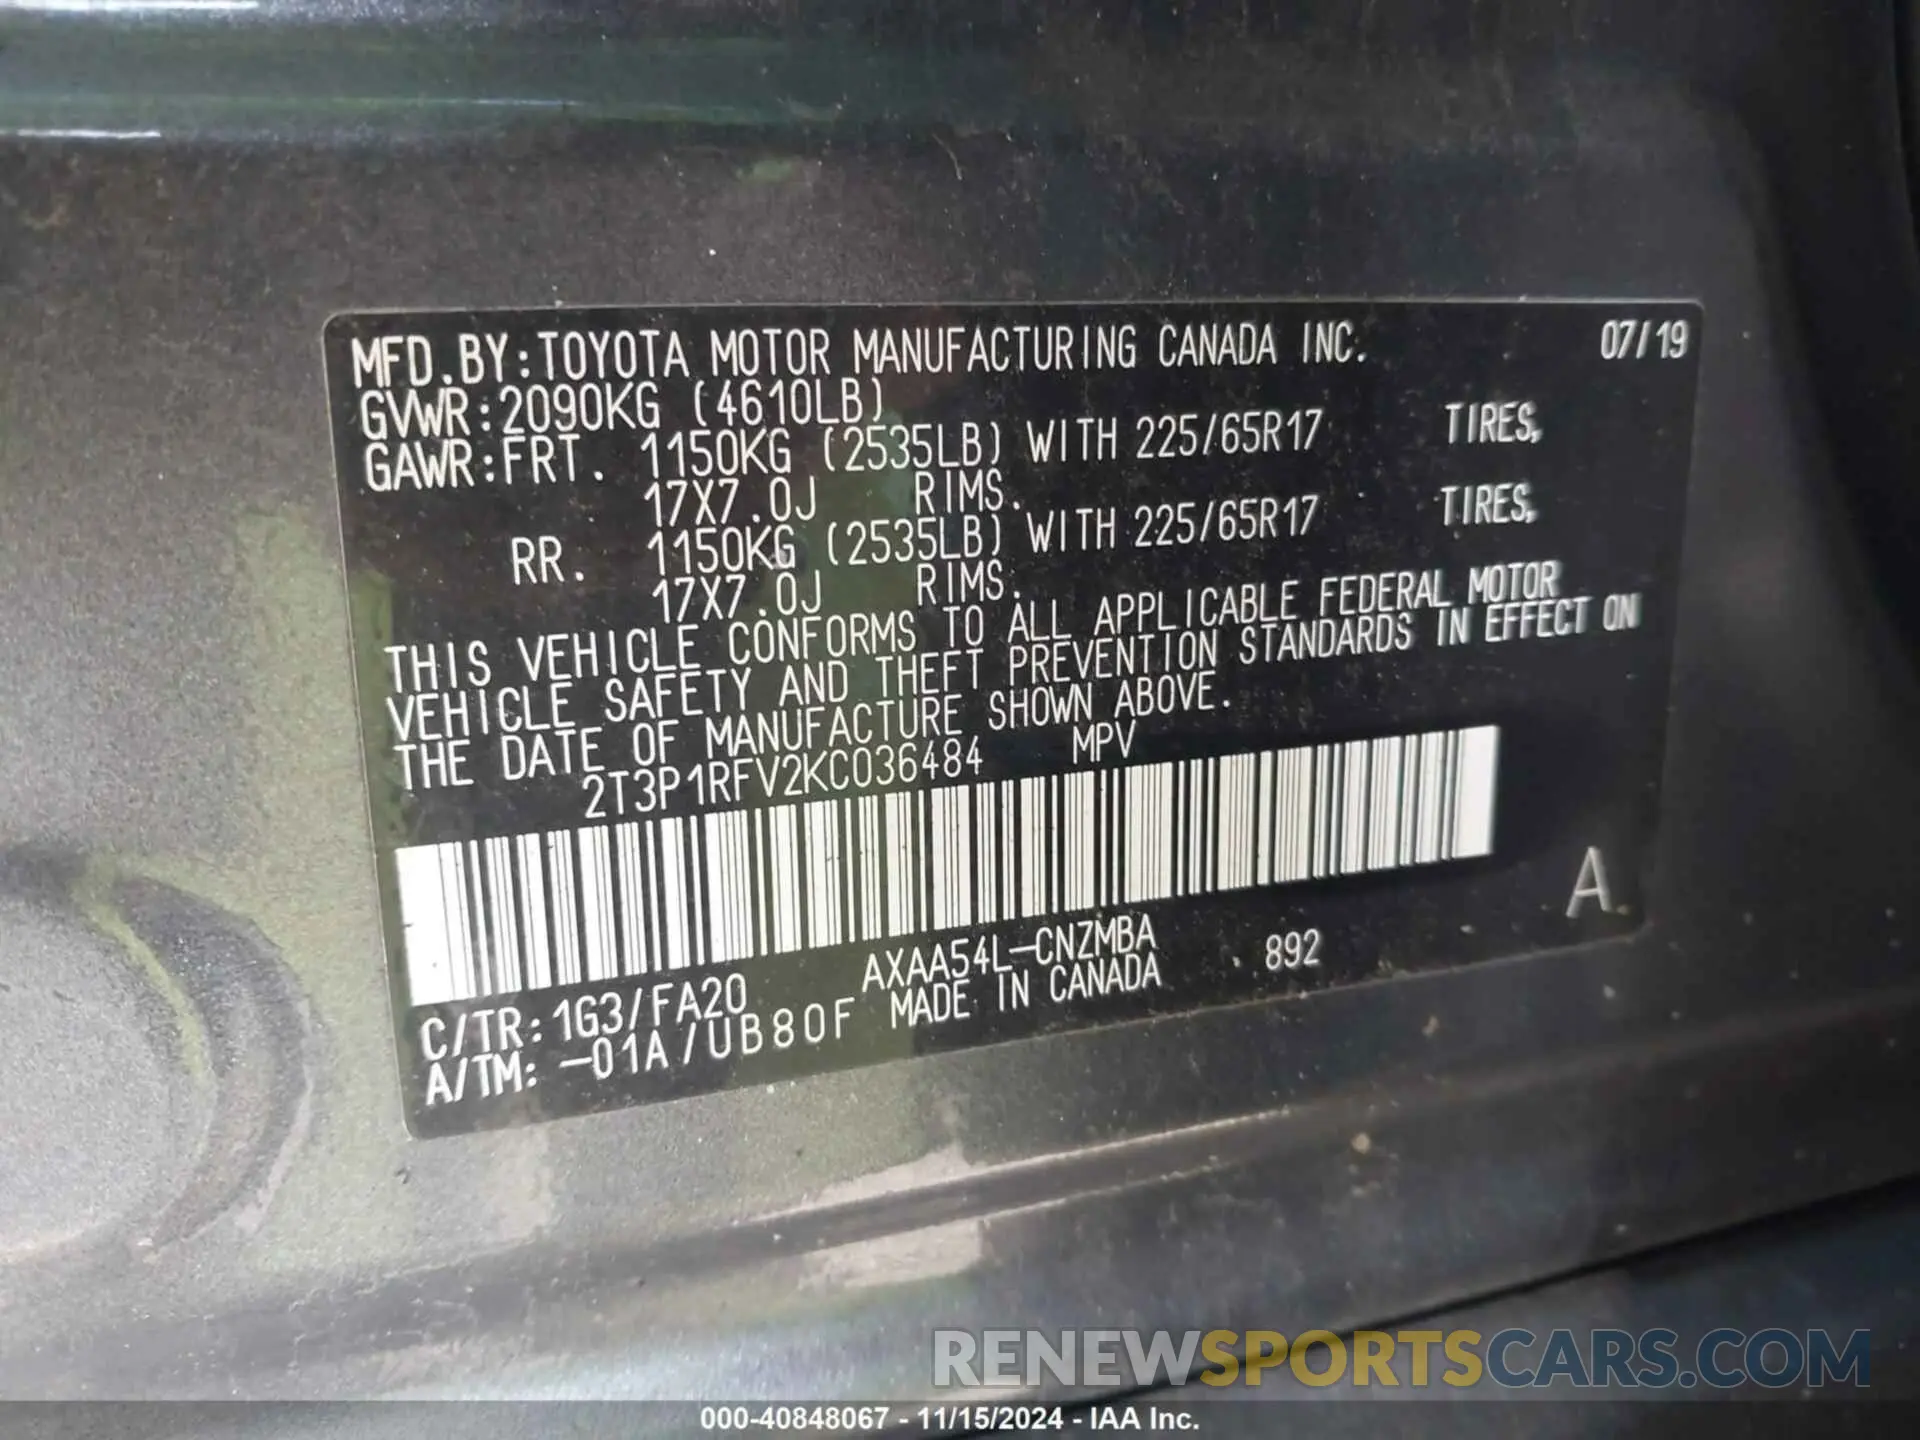 MFD.BY:TOYOTA MOTOR MANUFACTURING CANADA INC. 07/19
GVWR:2090KG (4610LB)
GAWR:FRT. 1150KG (2535LB) WITH 225/65R17 TIRES,
17X7.0J RIMS.
RR. 1150KG (2535LB) WITH 225/65R17 TIRES,
17X7.0J RIMS.
THIS VEHICLE CONFORMS TO ALL APPLICABLE FEDERAL MOTOR
VEHICLE SAFETY AND THEFT PREVENTION STANDARDS IN EFFECT ON
THE DATE OF MANUFACTURE SHOWN ABOVE.
2T3P1RFV2KC036484 MPV
A
C/TR:1G3/FA20 AXAA54L-CNZMBA 892
A/TM: -01A/UB80F MADE IN CANADA
RENEWSPORTSCARS.COM
000-40848067 - 11/15/2024 - IAA Inc.